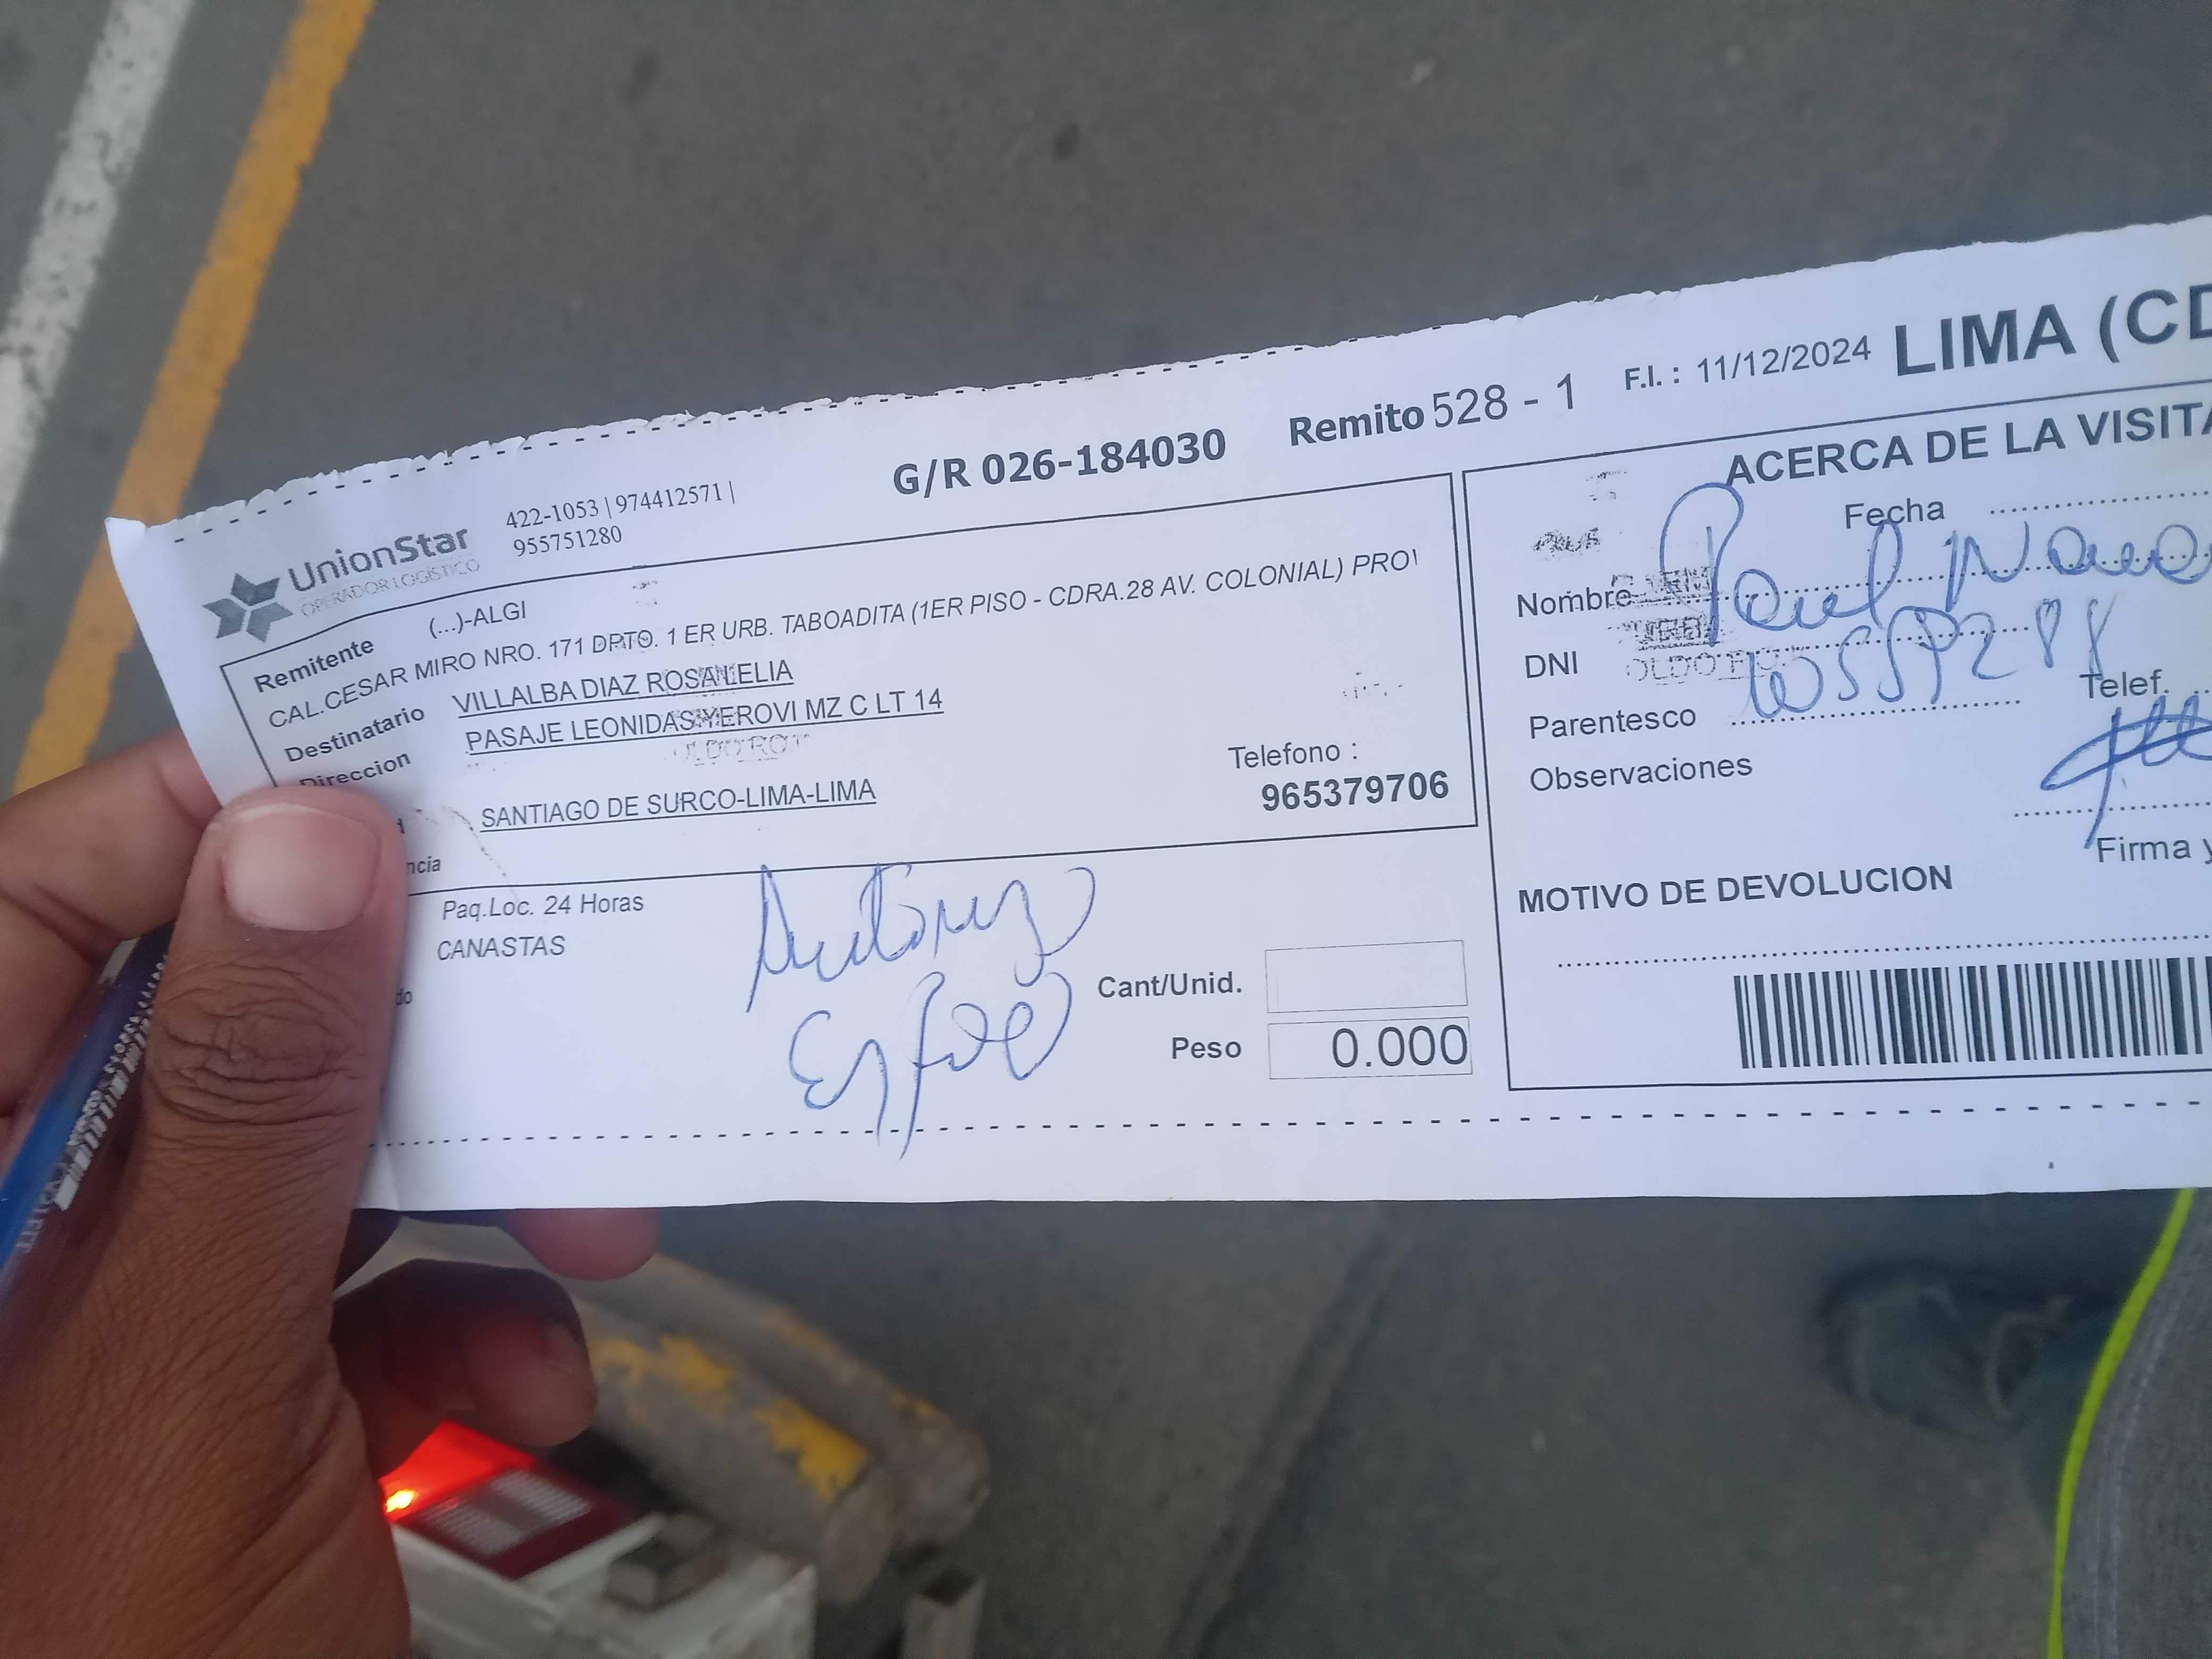 UnionStar
OPERADOR LOGISTICO
422-1053 | 974412571 |
955751280
G/R 026-184030
Remito 528 - 1
F.I. : 11/12/2024
LIMA (CD
Remitente (...)-ALGI
CAL.CESAR MIRO NRO. 171 DPTO. 1 ER URB. TABOADITA (1ER PISO - CDRA.28 AV. COLONIAL) PRO
Destinatario VILLALBA DIAZ ROSA
Direccion PASAJE LEONIDAS YEROVI MZ C LT 14
SANTIAGO DE SURCO-LIMA-LIMA
Telefono :
965379706
ncia
Paq.Loc. 24 Horas
CANASTAS
do
Cant/Unid.
Peso 0.000
ACERCA DE LA VISITA
Fecha
Nombre Paul
DNI
Parentesco
Telef.
Observaciones
Firma y
MOTIVO DE DEVOLUCION